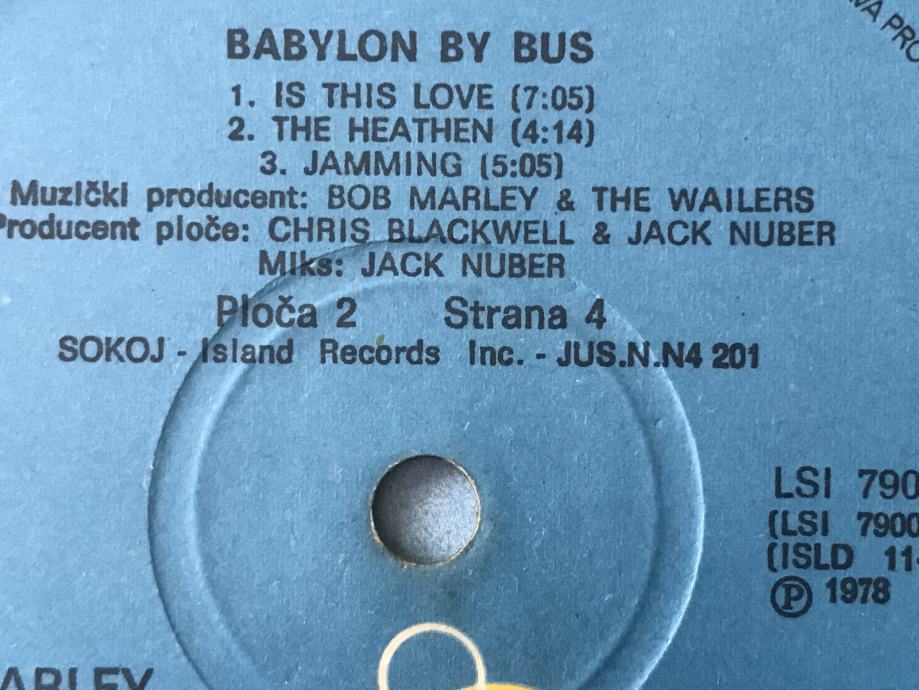 BABYLON BY BUS
1. IS THIS LOVE (7:05)
2. THE HEATHEN (4:14)
3. JAMMING (5:05)
Muzički producent: BOB MARLEY & THE WAILERS
Producent ploče: CHRIS BLACKWELL & JACK NUBER
Miks: JACK NUBER
Ploča 2 Strana 4
SOKOJ - Island Records Inc. - JUS.N.N4 201
LSI 790
(LSI 7900
(ISLD 11
℗ 1978
ARLEY